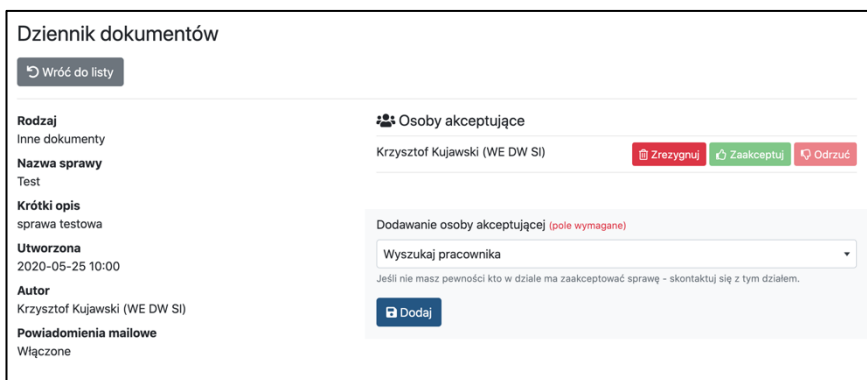 Dziennik dokumentów
Wróć do listy
Rodzaj
Inne dokumenty
Nazwa sprawy
Test
Krótki opis
sprawa testowa
Utworzona
2020-05-25 10:00
Autor
Krzysztof Kujawski (WE DW SI)
Powiadomienia mailowe
Włączone
Osoby akceptujące
Krzysztof Kujawski (WE DW SI) Zrezygnuj Zaakceptuj Odrzuć
Dodawanie osoby akceptującej (pole wymagane)
Wyszukaj pracownika
Jeśli nie masz pewności kto w dziale ma zaakceptować sprawę - skontaktuj się z tym działem.
Dodaj